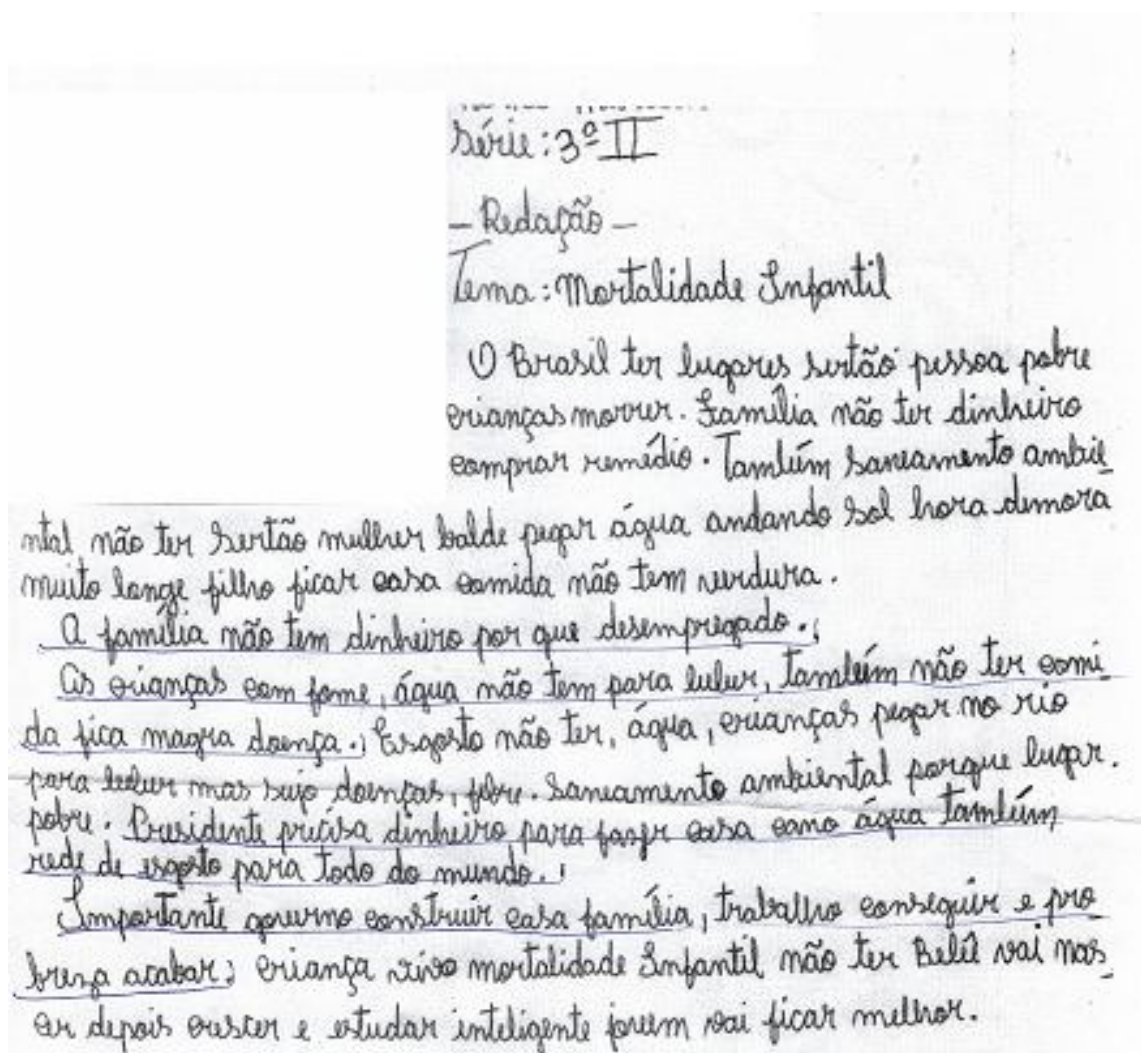 Série: 3º II
- Redação -
Tema: Mortalidade Infantil
O Brasil ter lugares sertão pessoa pobre
crianças morrer. Família não ter dinheiro
comprar remédio. Também saneamento ambie
ntal não ter sertão mulher balde pegar água andando sol hora demora
muito longe filho ficar casa comida não tem verdura.
A família não tem dinheiro por que desempregado.
As crianças com fome, água não tem para beber, também não ter comi
da fica magra doença. Esgosto não ter, água, crianças pegar no rio
para beber mas sujo doenças, febre. Saneamento ambiental porque lugar.
pobre. Presidente precisa dinheiro para fazer casa cano água também
rede de esgosto para todo do mundo.
Importante governo construir casa família, trabalho conseguir e pro
breza acabar; criança vivo mortalidade Infantil não ter Bebê vai nas
cer depois crescer e estudar inteligente jovem vai ficar melhor.